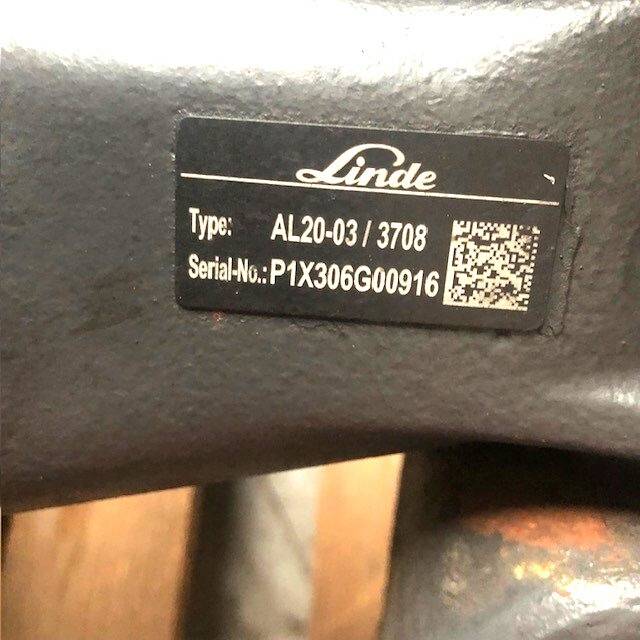 Linde
Type: AL20-03 / 3708
Serial-No.: P1X306G00916